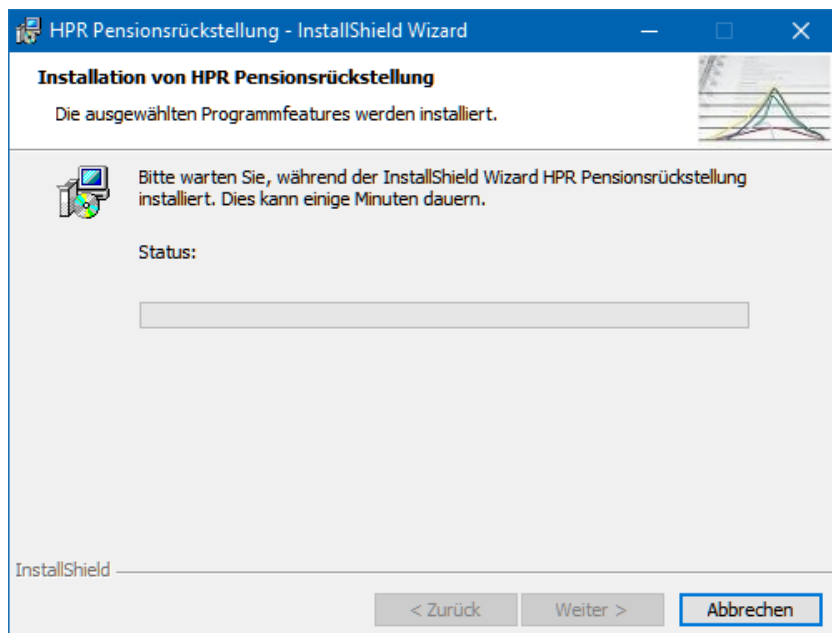 HPR Pensionsrückstellung - InstallShield Wizard
Installation von HPR Pensionsrückstellung
Die ausgewählten Programmfeatures werden installiert.
Bitte warten Sie, während der InstallShield Wizard HPR Pensionsrückstellung
installiert. Dies kann einige Minuten dauern.
Status:
InstallShield
< Zurück Weiter > Abbrechen